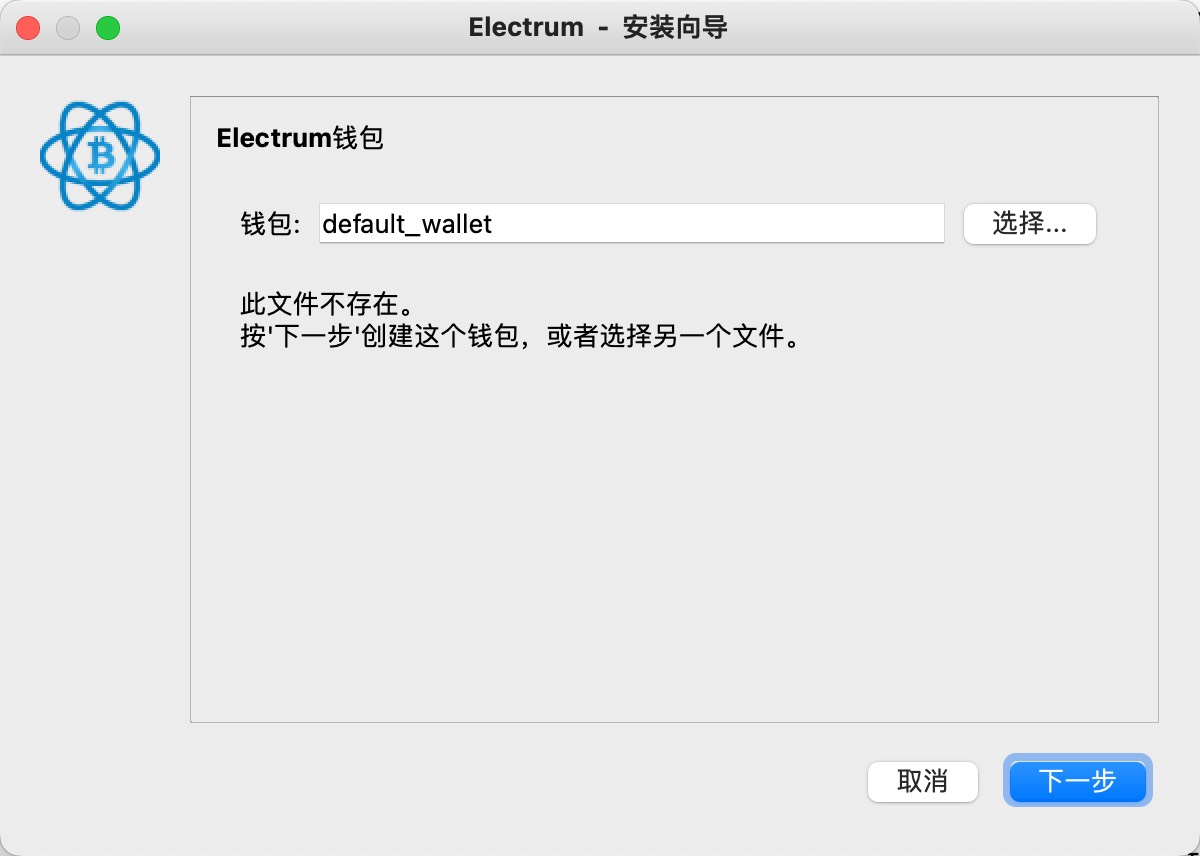 Electrum - 安装向导
Electrum钱包
钱包: default_wallet 选择...
此文件不存在。
按'下一步'创建这个钱包，或者选择另一个文件。
取消 下一步